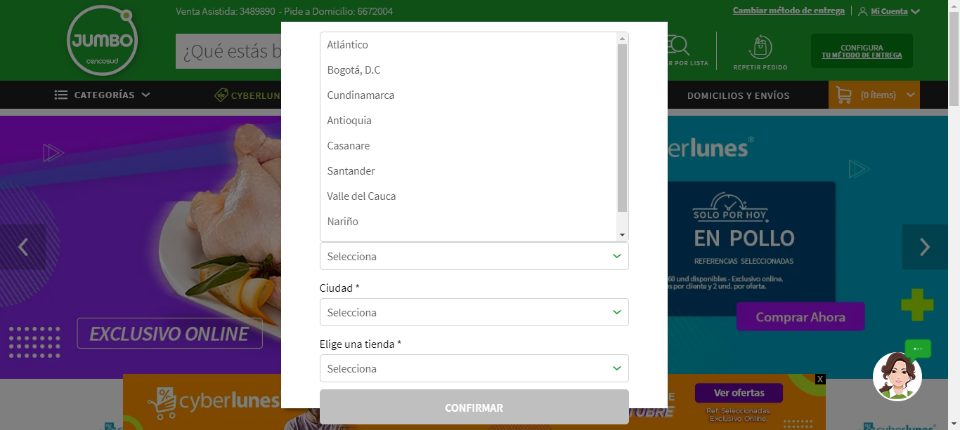 Venta Asistida: 3489890 - Pide a Domicilio: 6672004
Cambiar método de entrega
Mi Cuenta
JUMBO
cencosud
¿Qué estás b
R POR LISTA
REPETIR PEDIDO
CONFIGURA
TU MÉTODO DE ENTREGA
CATEGORÍAS
CYBERLUN
DOMICILIOS Y ENVÍOS
(0 ítems)
Atlántico
Bogotá, D.C
Cundinamarca
Antioquia
Casanare
Santander
Valle del Cauca
Nariño
Selecciona
Ciudad *
Selecciona
Elige una tienda *
Selecciona
CONFIRMAR
EXCLUSIVO ONLINE
berlunes®
SOLO POR HOY
EN POLLO
REFERENCIAS SELECCIONADAS
60 und disponibles - Exclusivo online.
s por cliente y 2 und. por oferta.
Comprar Ahora
cyberlunes®
E
TUBRE
Ver ofertas
Ref. Seleccionadas
Exclusivo Online.
X
cyberlunes